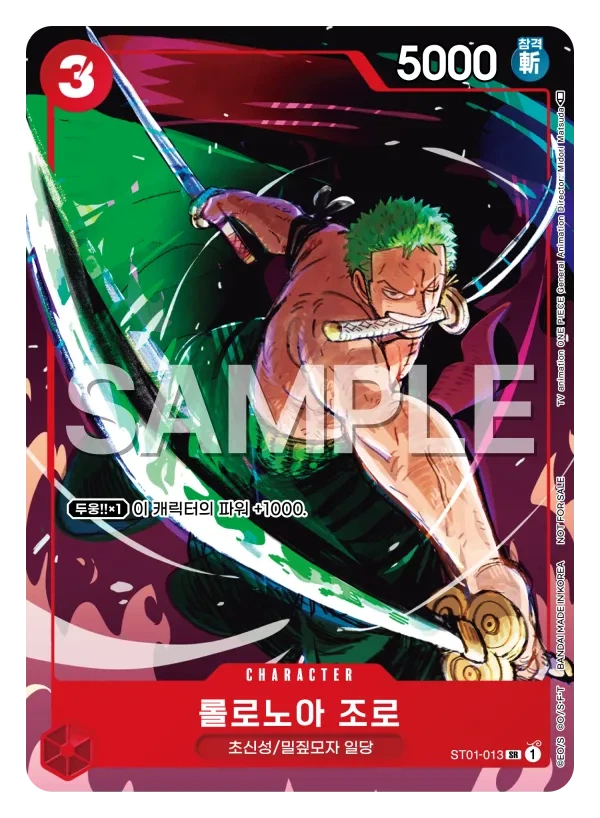 3
5000
참격
斬
TV animation ONE PIECE General Animation Director: Midori Matsuda
SAMPLE
두웅!!×1 이 캐릭터의 파워 +1000.
NOT FOR SALE
BANDAI MADE IN KOREA
©E.O/S. ©O/S·F·T
CHARACTER
롤로노아 조로
초신성/밀짚모자 일당
ST01-013 SR 1